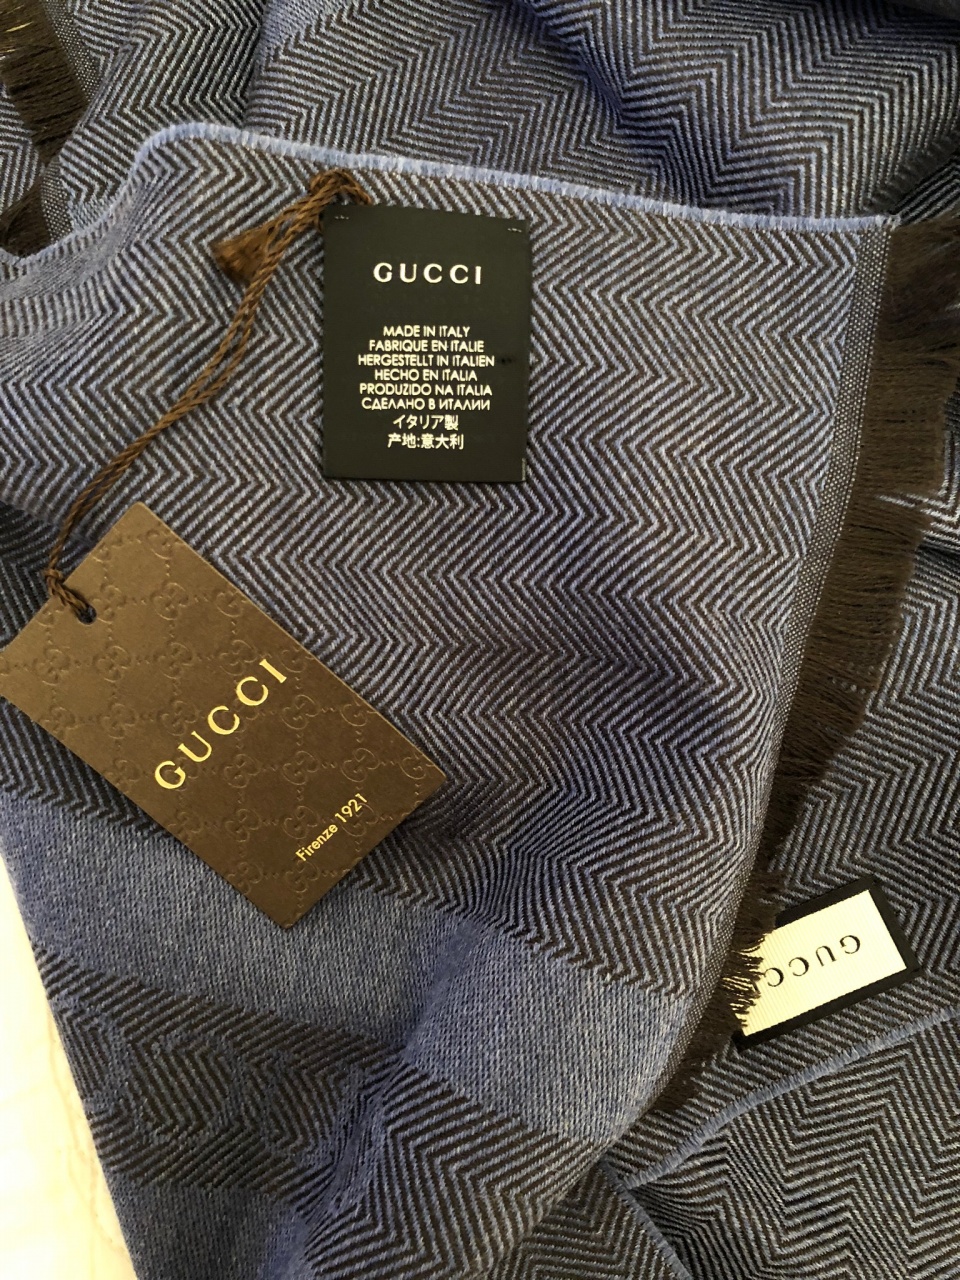 GUCCI
MADE IN ITALY
FABRIQUE EN ITALIE
HERGESTELLT IN ITALIEN
HECHO EN ITALIA
PRODUZIDO NA ITALIA
СДЕЛАНО В ИТАЛИИ
イタリア製
产地:意大利
GUCCI
Firenze 1921
GUCCI